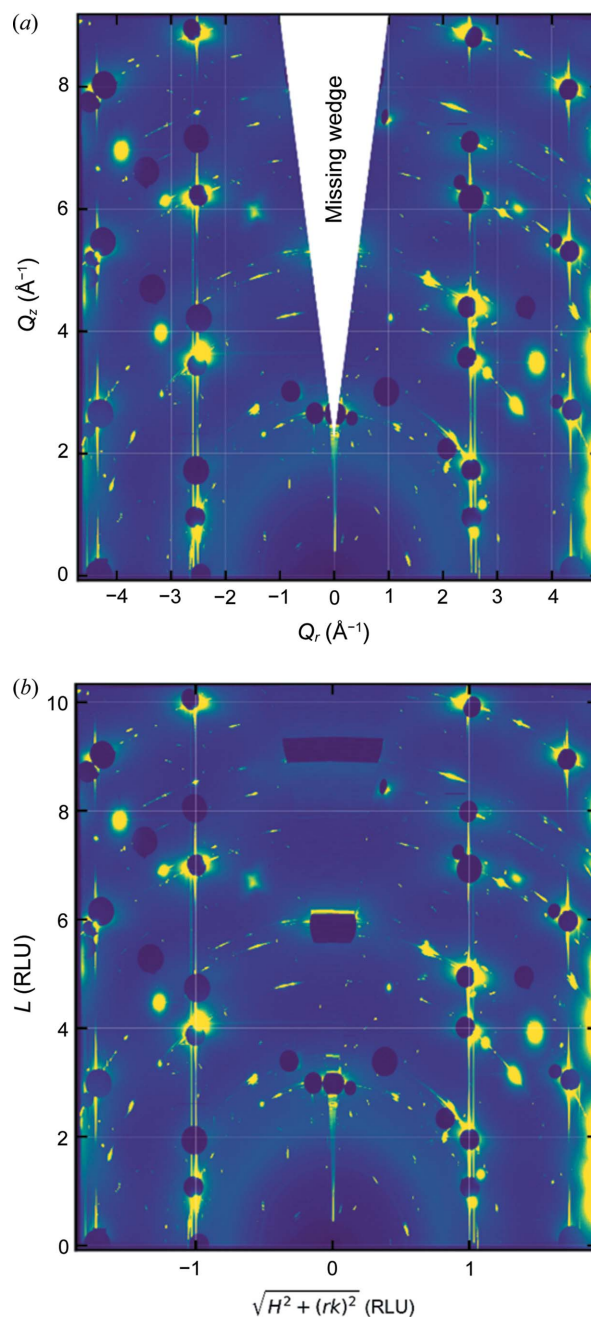 (a)
8
6
4
2
0
Q_z (Å⁻¹)
Missing wedge
−4 −3 −2 −1 0 1 2 3 4
Q_r (Å⁻¹)
(b)
10
8
6
4
2
0
L (RLU)
−1 0 1
√H² + (rk)² (RLU)